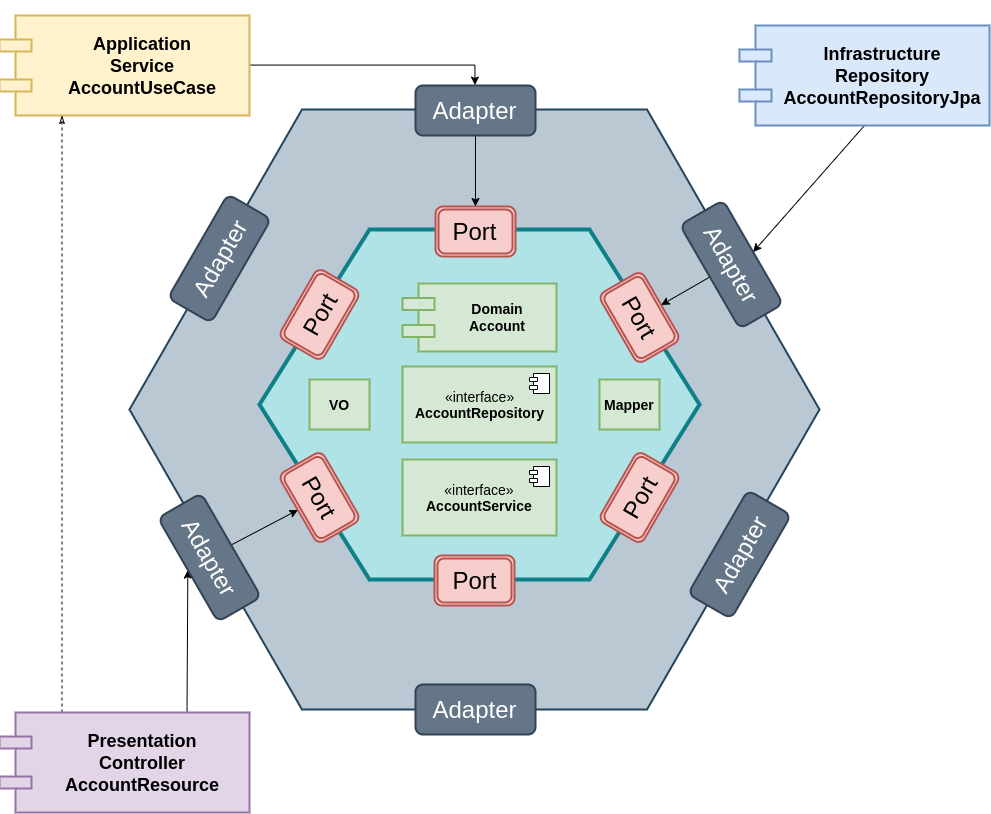 Application
Service
AccountUseCase
Infrastructure
Repository
AccountRepositoryJpa
Adapter
Adapter
Adapter
Port
Port
Port
Domain
Account
VO
«interface»
AccountRepository
Mapper
«interface»
AccountService
Port
Port
Port
Adapter
Adapter
Adapter
Presentation
Controller
AccountResource